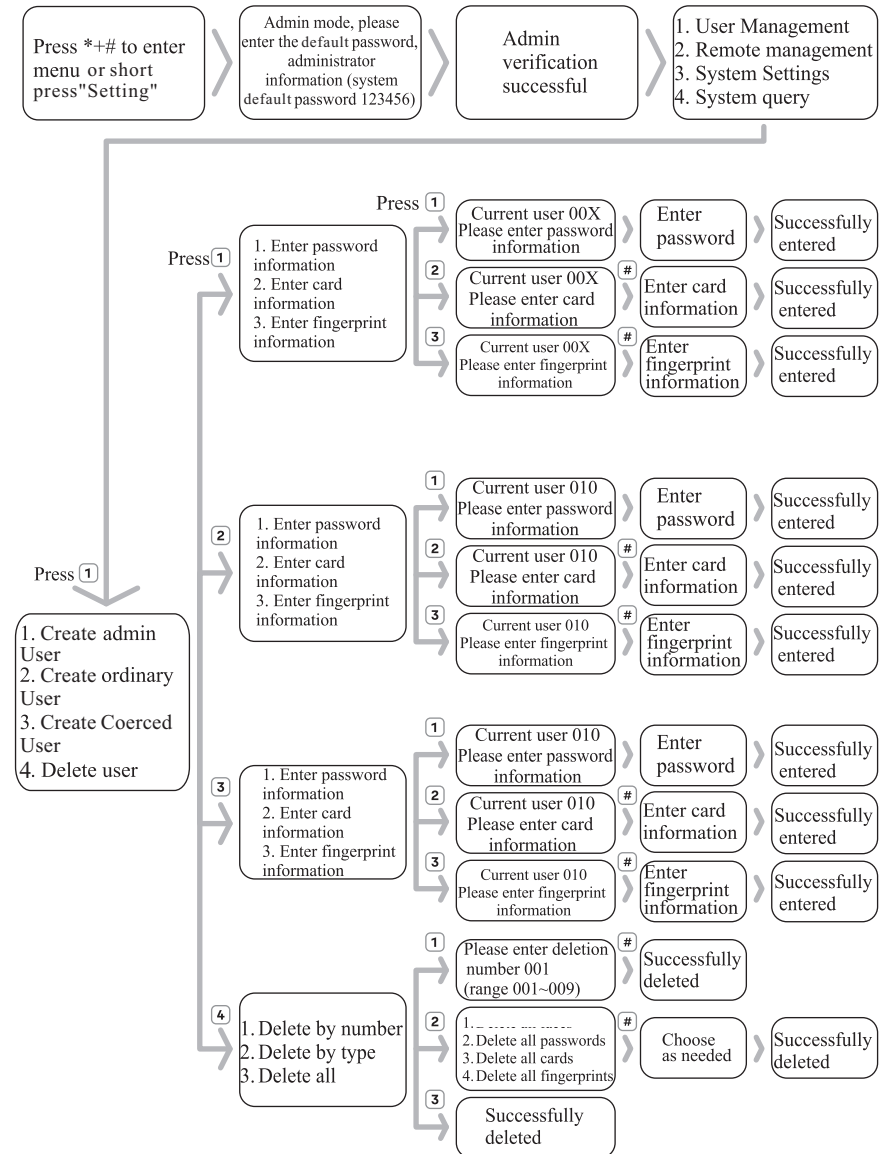 Press *+# to enter
menu or short
press"Setting"
Admin mode, please
enter the default password,
administrator
information (system
default password 123456)
Admin
verification
successful
1. User Management
2. Remote management
3. System Settings
4. System query
Press 1
1. Create admin
User
2. Create ordinary
User
3. Create Coerced
User
4. Delete user
Press 1
1. Enter password
information
2. Enter card
information
3. Enter fingerprint
information
Press 1
Current user 00X
Please enter password
information
Enter
password
Successfully
entered
2
Current user 00X
Please enter card
information
#
Enter card
information
Successfully
entered
3
Current user 00X
Please enter fingerprint
information
#
Enter
fingerprint
information
Successfully
entered
2
1. Enter password
information
2. Enter card
information
3. Enter fingerprint
information
1
Current user 010
Please enter password
information
Enter
password
Successfully
entered
2
Current user 010
Please enter card
information
#
Enter card
information
Successfully
entered
3
Current user 010
Please enter fingerprint
information
#
Enter
fingerprint
information
Successfully
entered
3
1. Enter password
information
2. Enter card
information
3. Enter fingerprint
information
1
Current user 010
Please enter password
information
Enter
password
Successfully
entered
2
Current user 010
Please enter card
information
#
Enter card
information
Successfully
entered
3
Current user 010
Please enter fingerprint
information
#
Enter
fingerprint
information
Successfully
entered
4
1. Delete by number
2. Delete by type
3. Delete all
1
Please enter deletion
number 001
(range 001~009)
#
Successfully
deleted
2
1.
2. Delete all passwords
3. Delete all cards
4. Delete all fingerprints
#
Choose
as needed
Successfully
deleted
3
Successfully
deleted